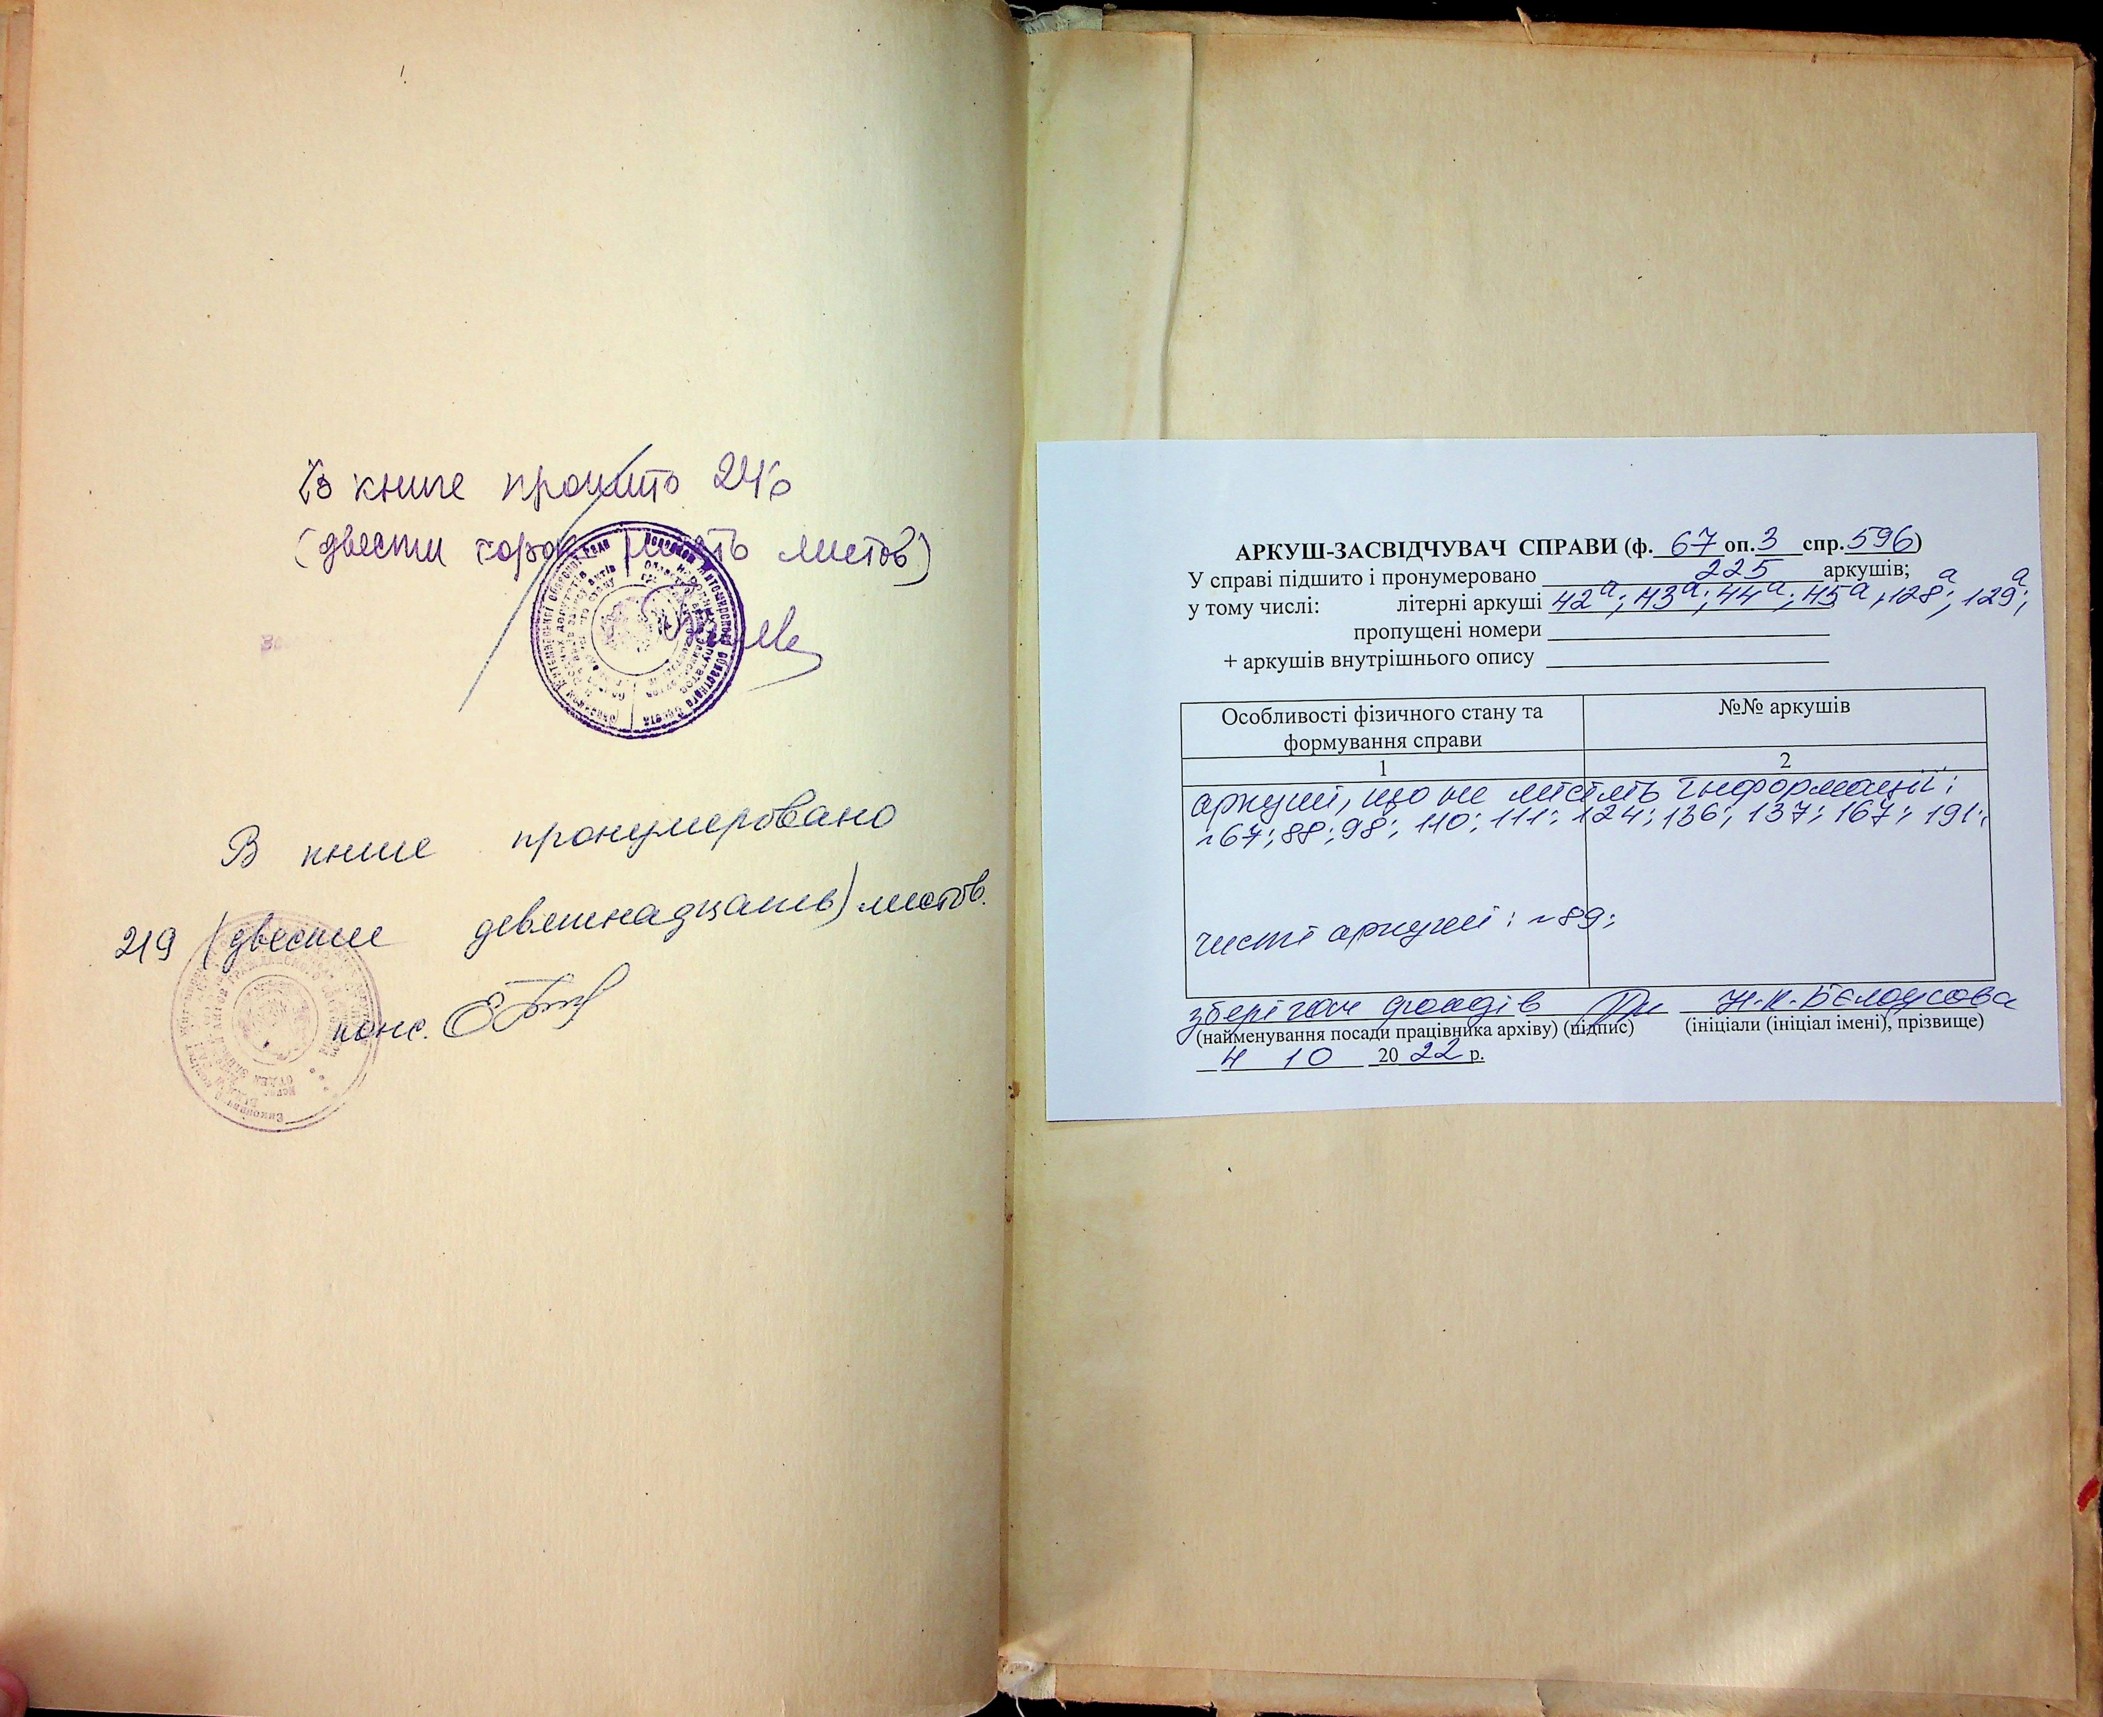 В книге прошито 246
(двести сорок шесть листов)
В книге пронумеровано
219 (двести девятнадцать) листов.
конс.
АРКУШ-ЗАСВІДЧУВАЧ СПРАВИ (ф. 67 оп. 3 спр. 596)
У справі підшито і пронумеровано 225 аркушів;
у тому числі: літерні аркуші 42а; 43а; 44а; 45а; 128а; 129а;
пропущені номери
+ аркушів внутрішнього опису
Особливості фізичного стану та формування справи
№№ аркушів
1
2
аркуші, що не містять інформації:
~67; 88; 98; 110; 111; 124; 136; 137; 167; 191;
чисті аркуші: ~89;
зберігач фондів Н.К. Бєлоусова
(найменування посади працівника архіву) (підпис) (ініціали (ініціал імені), прізвище)
4 10 2022 р.